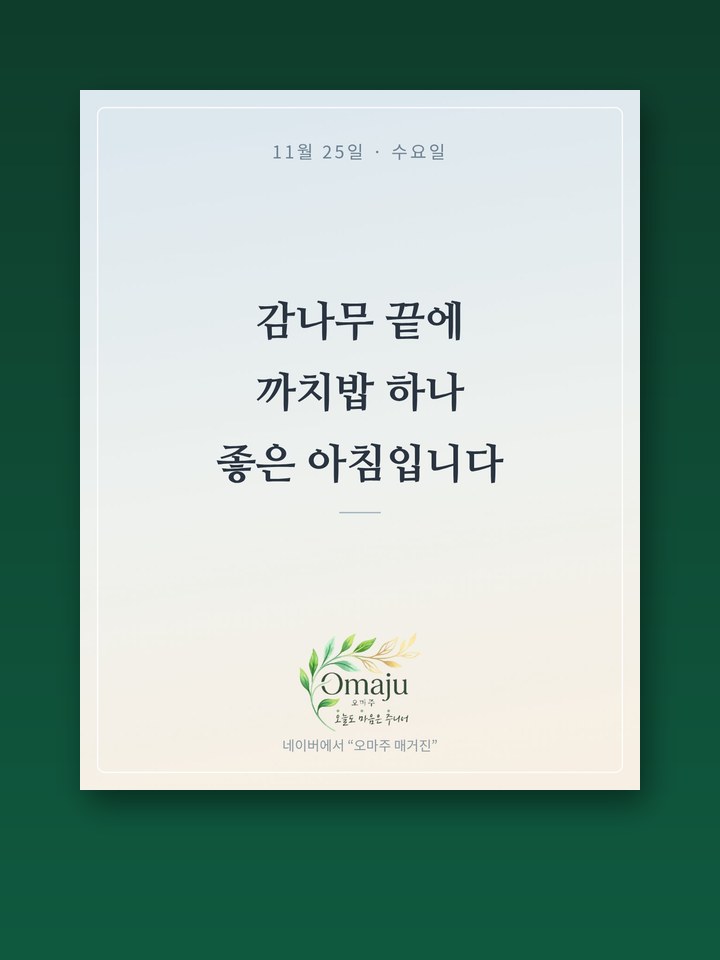 11월 25일 · 수요일
감나무 끝에
까치밥 하나
좋은 아침입니다
Omaju
오마주
오늘도 마음은 주니어
네이버에서 “오마주 매거진”